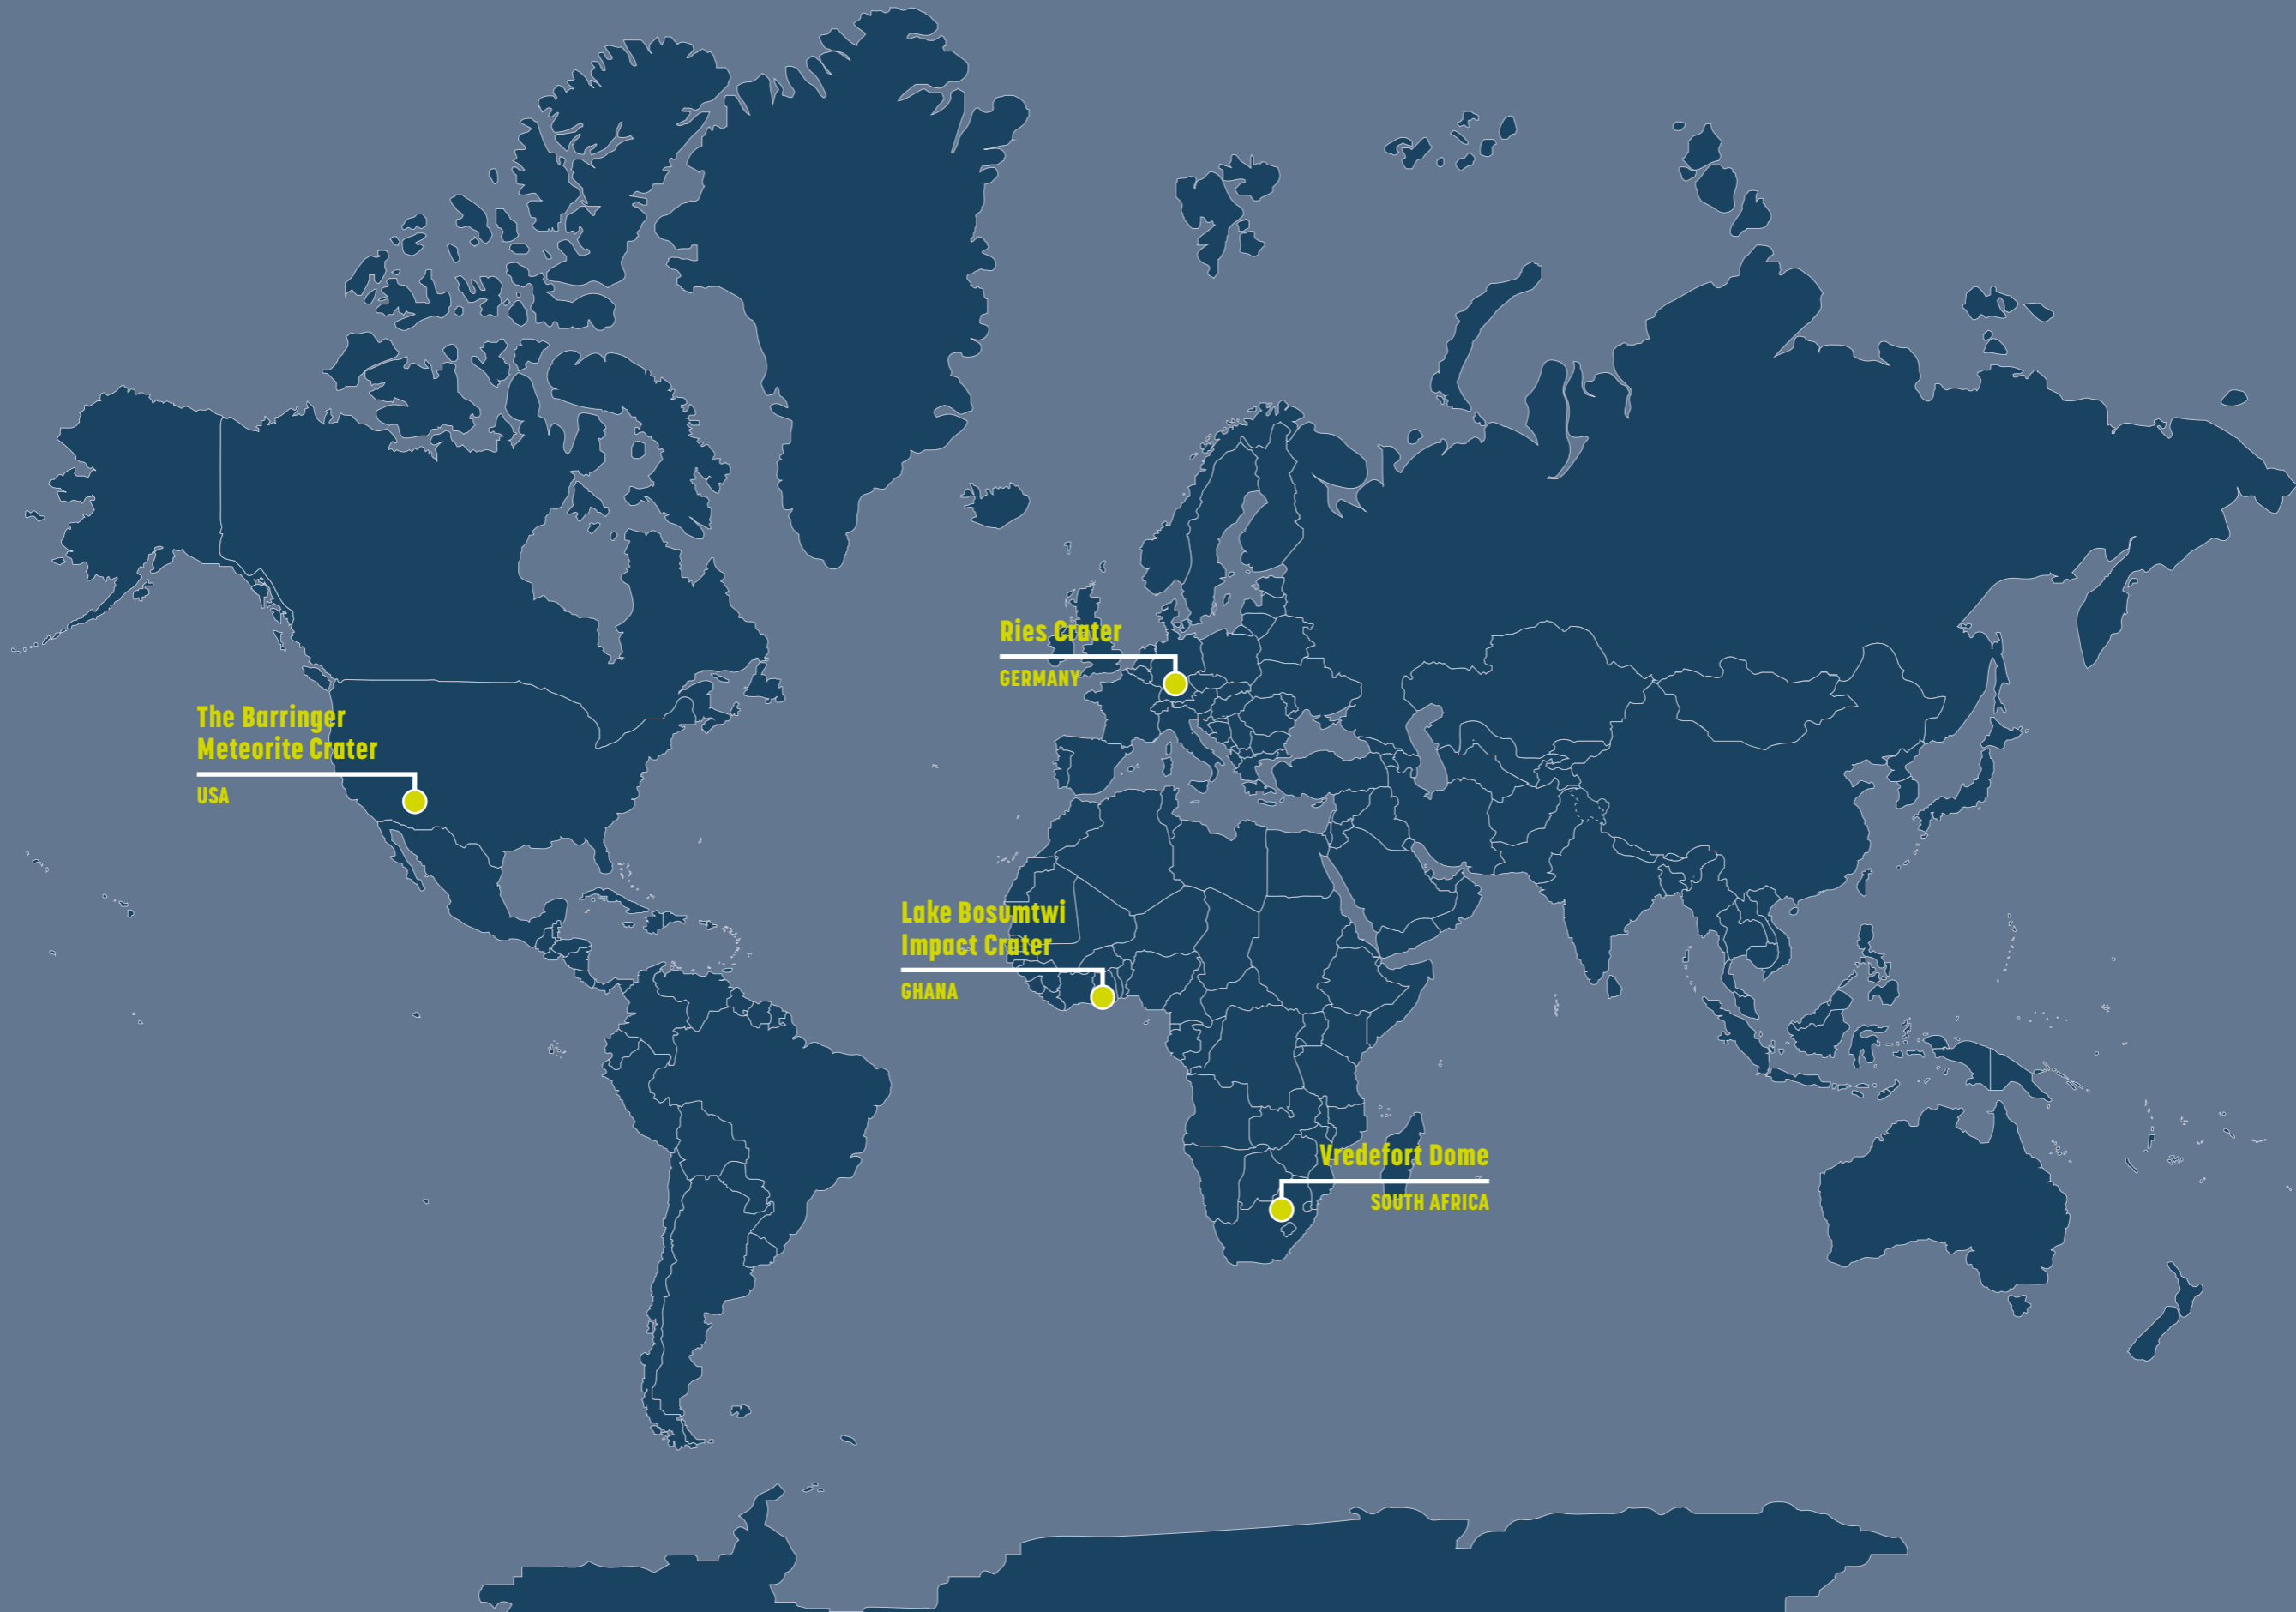 Ries Crater
GERMANY
The Barringer
Meteorite Crater
USA
Lake Bosumtwi
Impact Crater
GHANA
Vredefort Dome
SOUTH AFRICA